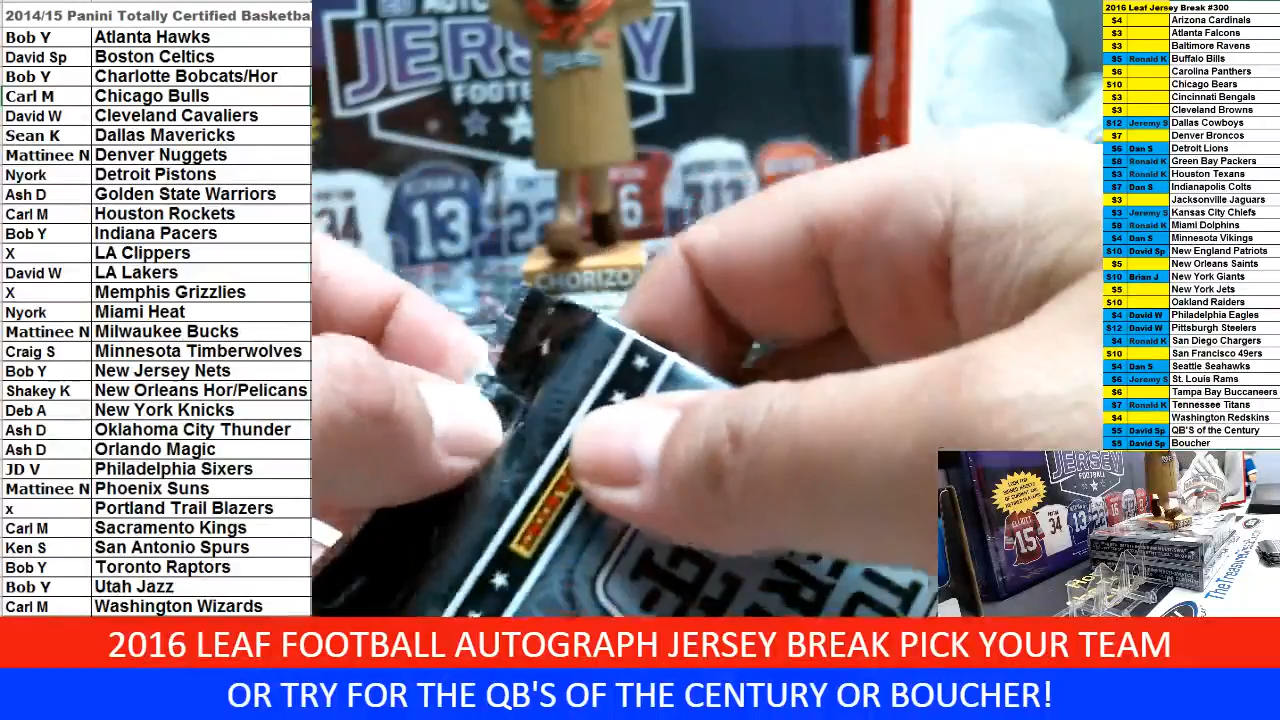 2014/15 Panini Totally Certified Basketba
Bob Y Atlanta Hawks
David Sp Boston Celtics
Bob Y Charlotte Bobcats/Hor
Carl M Chicago Bulls
David W Cleveland Cavaliers
Sean K Dallas Mavericks
Mattinee N Denver Nuggets
Nyork Detroit Pistons
Ash D Golden State Warriors
Carl M Houston Rockets
Bob Y Indiana Pacers
X LA Clippers
David W LA Lakers
X Memphis Grizzlies
Nyork Miami Heat
Mattinee N Milwaukee Bucks
Craig S Minnesota Timberwolves
Bob Y New Jersey Nets
Shakey K New Orleans Hor/Pelicans
Deb A New York Knicks
Ash D Oklahoma City Thunder
Ash D Orlando Magic
JD V Philadelphia Sixers
Mattinee N Phoenix Suns
x Portland Trail Blazers
Carl M Sacramento Kings
Ken S San Antonio Spurs
Bob Y Toronto Raptors
Bob Y Utah Jazz
Carl M Washington Wizards
JERSEY
34
13
22
6
CHORIZO
2016 Leaf Jersey Break #300
$4 Arizona Cardinals
$3 Atlanta Falcons
$3 Baltimore Ravens
$5 Ronald K Buffalo Bills
$6 Carolina Panthers
$10 Chicago Bears
$3 Cincinnati Bengals
$3 Cleveland Browns
$12 Jeremy S Dallas Cowboys
$7 Denver Broncos
Dan S Detroit Lions
$8 Ronald K Green Bay Packers
$3 Ronald K Houston Texans
$7 Dan S Indianapolis Colts
$3 Jacksonville Jaguars
$3 Jeremy S Kansas City Chiefs
Ronald K Miami Dolphins
$4 Dan S Minnesota Vikings
$10 David Sp New England Patriots
$5 New Orleans Saints
$10 Brian J New York Giants
$5 New York Jets
$10 Oakland Raiders
$4 David W Philadelphia Eagles
$12 David W Pittsburgh Steelers
$4 Ronald K San Diego Chargers
$10 San Francisco 49ers
$4 Dan S Seattle Seahawks
$6 Jeremy S St. Louis Rams
$6 Tampa Bay Buccaneers
$7 Ronald K Tennessee Titans
$4 Washington Redskins
$5 David Sp QB'S of the Century
$5 David Sp Boucher
JERSEY
FOOTBALL
ELLIOTT
15
34
13
2016 LEAF FOOTBALL AUTOGRAPH JERSEY BREAK PICK YOUR TEAM
OR TRY FOR THE QB'S OF THE CENTURY OR BOUCHER!